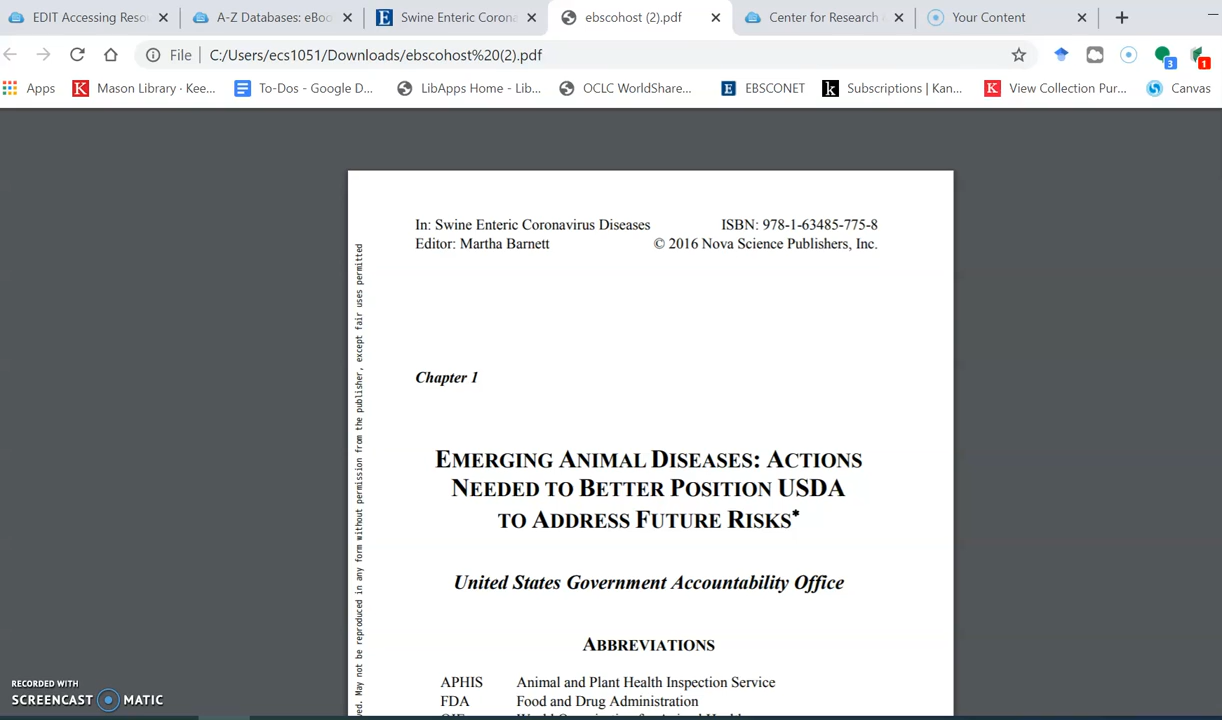 EDIT Accessing Resou
A-Z Databases: eBoo
Swine Enteric Corona
ebscohost (2).pdf
Center for Research
Your Content
File
C:/Users/ecs1051/Downloads/ebscohost%20(2).pdf
3
1
Apps
Mason Library · Kee...
To-Dos - Google D...
LibApps Home - Lib...
OCLC WorldShare...
EBSCONET
Subscriptions | Kan...
View Collection Pur...
Canvas
In: Swine Enteric Coronavirus Diseases
ISBN: 978-1-63485-775-8
Editor: Martha Barnett
© 2016 Nova Science Publishers, Inc.
ved. May not be reproduced in any form without permission from the publisher, except fair uses permitted
Chapter 1
EMERGING ANIMAL DISEASES: ACTIONS
NEEDED TO BETTER POSITION USDA
TO ADDRESS FUTURE RISKS*
United States Government Accountability Office
ABBREVIATIONS
APHIS Animal and Plant Health Inspection Service
FDA Food and Drug Administration
RECORDED WITH
SCREENCAST MATIC